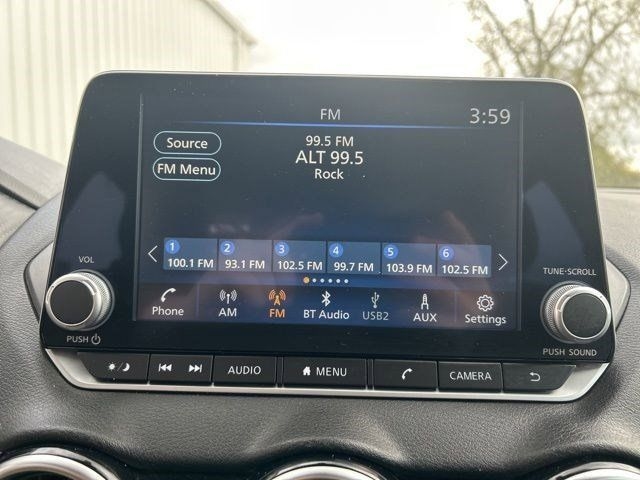 FM
3:59
Source
99.5 FM
ALT 99.5
FM Menu
Rock
1 2 3 4 5 6
100.1 FM 93.1 FM 102.5 FM 99.7 FM 103.9 FM 102.5 FM
Phone AM FM BT Audio USB2 AUX Settings
VOL
PUSH
TUNE·SCROLL
PUSH SOUND
AUDIO MENU CAMERA